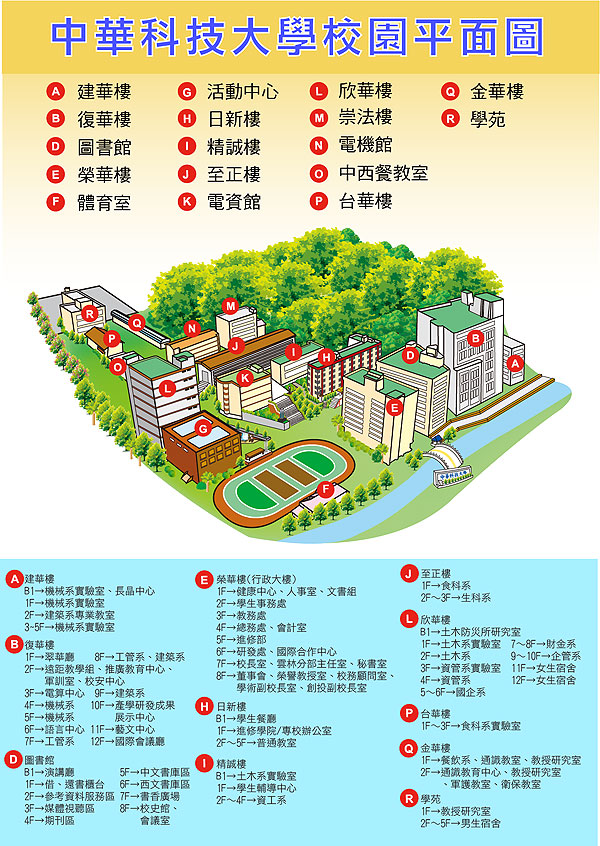 中華科技大學校園平面圖
A 建華樓
B 復華樓
D 圖書館
E 榮華樓
F 體育室
G 活動中心
H 日新樓
I 精誠樓
J 至正樓
K 電資館
L 欣華樓
M 崇法樓
N 電機館
O 中西餐教室
P 台華樓
Q 金華樓
R 學苑
R
Q
P
O
N
M
J
I
H
K
L
G
D
B
A
E
F
中華科技大學
A 建華樓
B1→機械系實驗室、長晶中心
1F→機械系實驗室
2F→建築系專業教室
3~5F→機械系實驗室
B 復華樓
1F→翠華廳 8F→工管系、建築系
2F→遠距教學組、推廣教育中心、
軍訓室、校安中心
3F→電算中心 9F→建築系
4F→機械系 10F→產學研發成果
5F→機械系 展示中心
6F→語言中心 11F→藝文中心
7F→工管系 12F→國際會議廳
D 圖書館
B1→演講廳 5F→中文書庫區
1F→借、還書櫃台 6F→西文書庫區
2F→參考資料服務區 7F→書香廣場
3F→媒體視聽區 8F→校史館、
4F→期刊區 會議室
E 榮華樓(行政大樓)
1F→健康中心、人事室、文書組
2F→學生事務處
3F→教務處
4F→總務處、會計室
5F→進修部
6F→研發處、國際合作中心
7F→校長室、雲林分部主任室、秘書室
8F→董事會、榮譽教授室、校務顧問室、
學術副校長室、創設副校長室
H 日新樓
B1→學生餐廳
1F→進修學院/專校辦公室
2F~5F→普通教室
I 精誠樓
B1→土木系實驗室
1F→學生輔導中心
2F~4F→資工系
J 至正樓
1F→食科系
2F~3F→生科系
L 欣華樓
B1→土木防災所研究室
1F→土木系實驗室 7~8F→財金系
2F→土木系 9~10F→企管系
3F→資管系實驗室 11F→女生宿舍
4F→資管系 12F→女生宿舍
5~6F→國企系
P 台華樓
1F~3F→食科系實驗室
Q 金華樓
1F→餐飲系、通識教室、教授研究室
2F→通識教育中心、教授研究室
、軍護教室、衛保教室
R 學苑
1F→教授研究室
2F~5F→男生宿舍